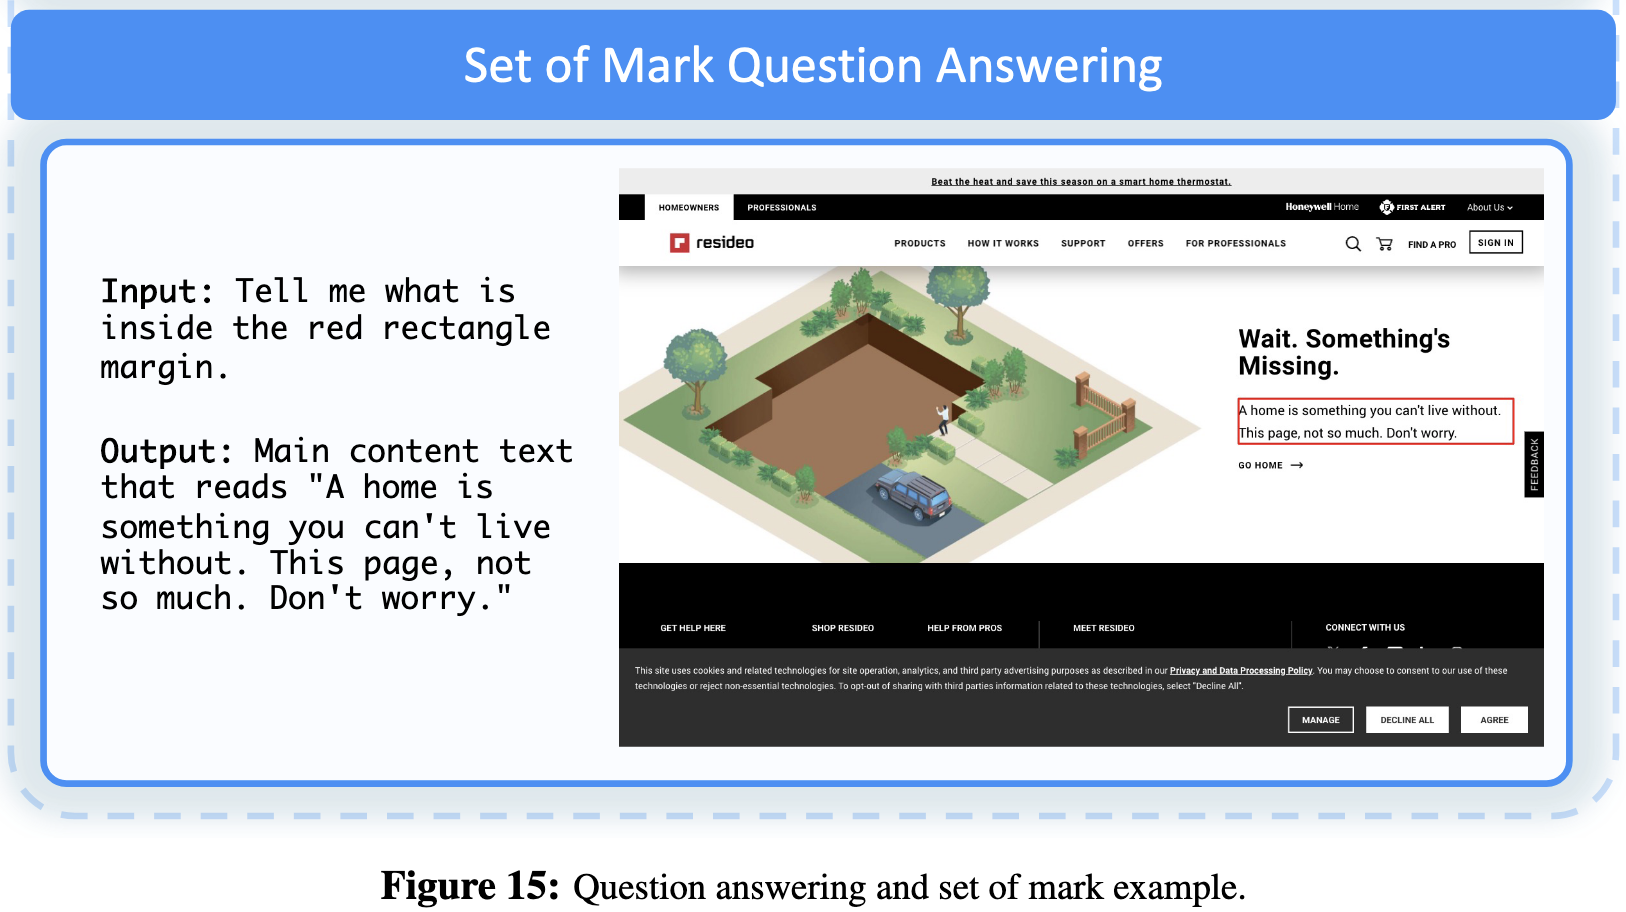 Set of Mark Question Answering
Input: Tell me what is
inside the red rectangle
margin.
Output: Main content text
that reads "A home is
something you can't live
without. This page, not
so much. Don't worry."
Beat the heat and save this season on a smart home thermostat.
HOMEOWNERS PROFESSIONALS Honeywell Home FIRST ALERT About Us
resideo PRODUCTS HOW IT WORKS SUPPORT OFFERS FOR PROFESSIONALS FIND A PRO SIGN IN
Wait. Something's
Missing.
A home is something you can't live without.
This page, not so much. Don't worry.
GO HOME →
FEEDBACK
GET HELP HERE SHOP RESIDEO HELP FROM PROS MEET RESIDEO CONNECT WITH US
This site uses cookies and related technologies for site operation, analytics, and third party advertising purposes as described in our Privacy and Data Processing Policy. You may choose to consent to our use of these
technologies or reject non-essential technologies. To opt-out of sharing with third parties information related to these technologies, select "Decline All".
MANAGE DECLINE ALL AGREE
Figure 15: Question answering and set of mark example.